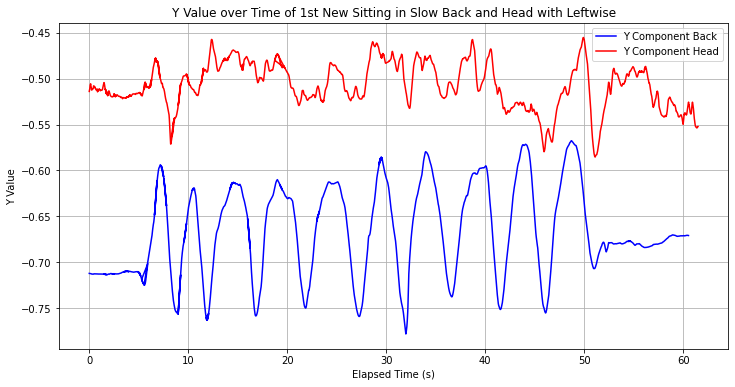 Y Value over Time of 1st New Sitting in Slow Back and Head with Leftwise
Y Component Back
Y Component Head
Y Value
−0.45
−0.50
−0.55
−0.60
−0.65
−0.70
−0.75
0 10 20 30 40 50 60
Elapsed Time (s)